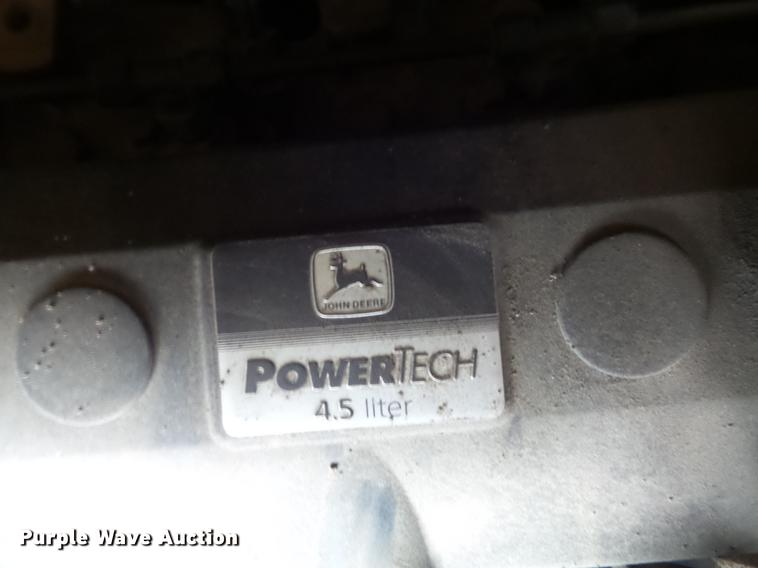 JOHN DEERE
POWERTECH
4.5 liter
Purple Wave Auction